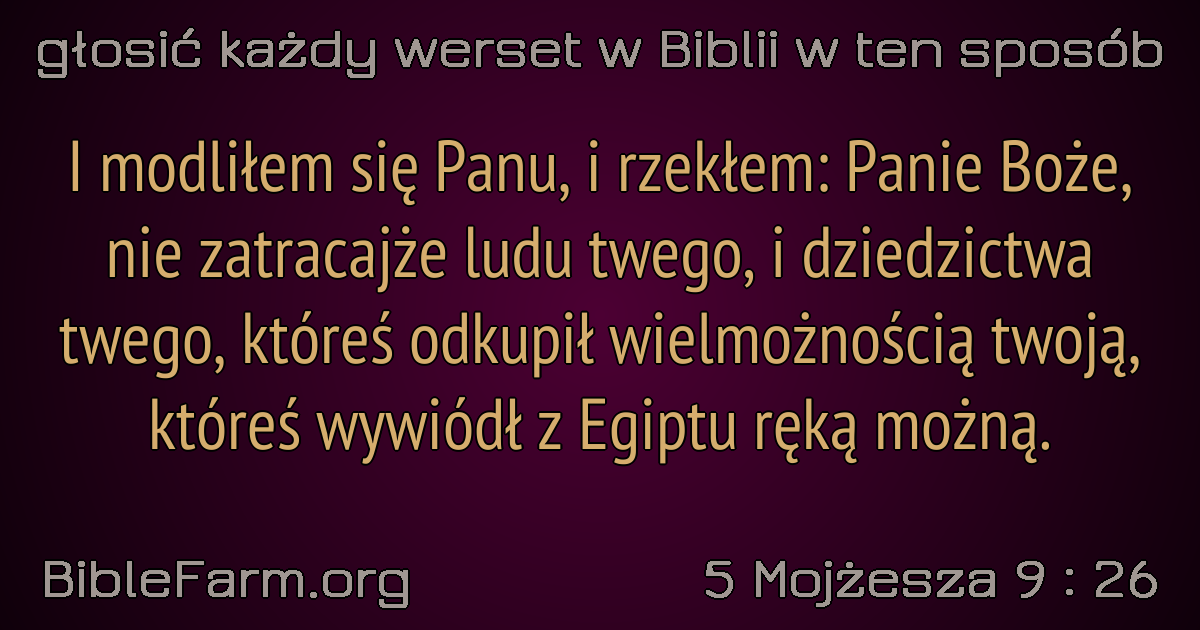 głosić każdy werset w Biblii w ten sposób
I modliłem się Panu, i rzekłem: Panie Boże,
nie zatracajże ludu twego, i dziedzictwa
twego, któreś odkupił wielmożnością twoją,
któreś wywiódł z Egiptu ręką możną.
BibleFarm.org
5 Mojżesza 9 : 26